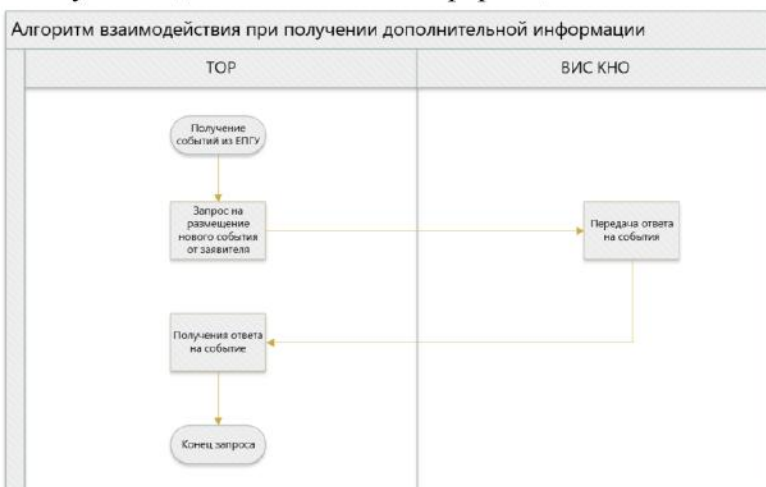 Алгоритм взаимодействия при получении дополнительной информации
ТОР
ВИС КНО
Получение
событий из ЕПГУ
Запрос на
размещение
нового события
от заявителя
Передача ответа
на события
Получения ответа
на событие
Конец запроса